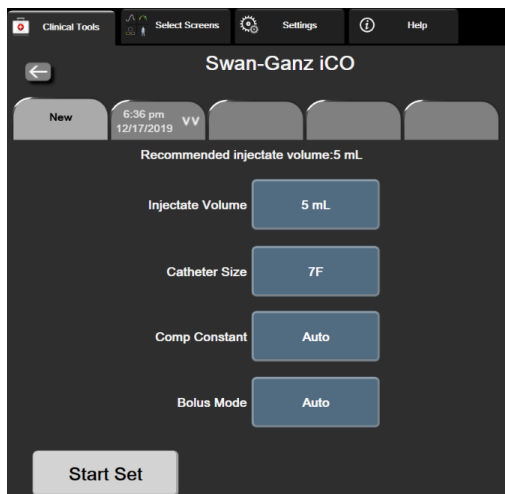 Clinical Tools
Select Screens
Settings
Help
Swan-Ganz iCO
New
6:36 pm
12/17/2019
Recommended injectate volume:5 mL
Injectate Volume
5 mL
Catheter Size
7F
Comp Constant
Auto
Bolus Mode
Auto
Start Set